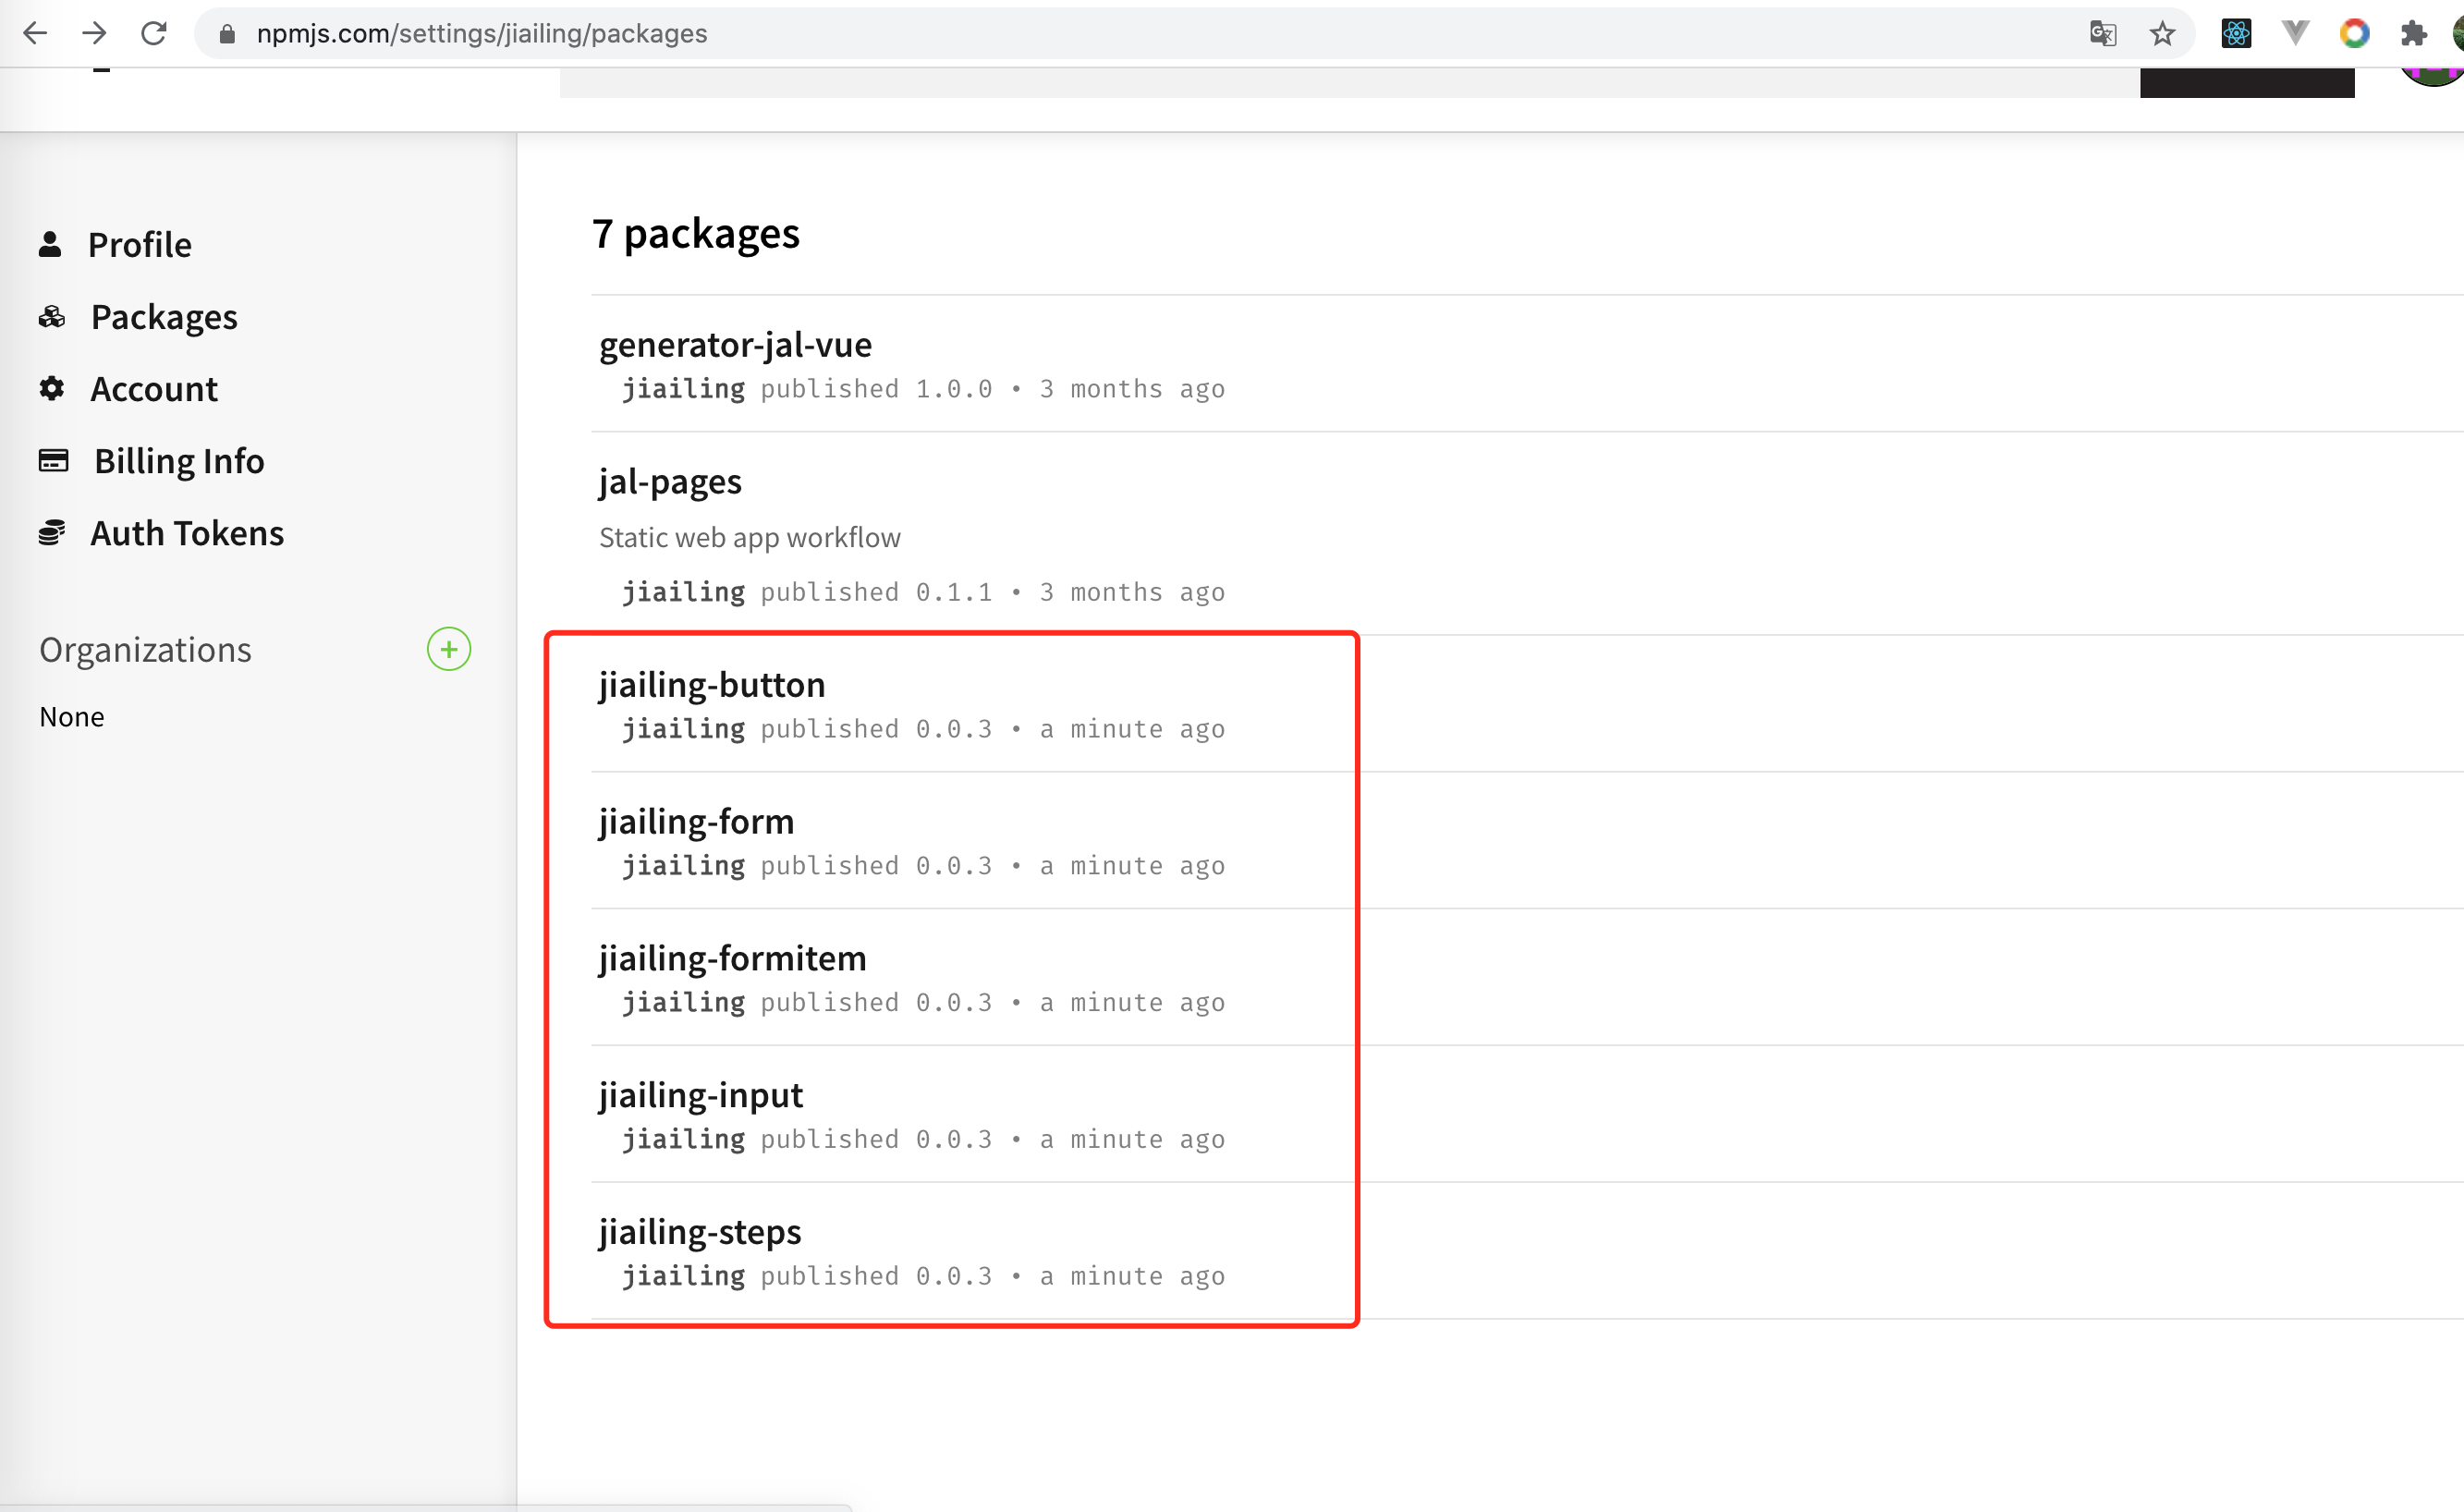 npmjs.com/settings/jiailing/packages
Profile
Packages
Account
Billing Info
Auth Tokens
Organizations
None
7 packages
generator-jal-vue
jiailing published 1.0.0 • 3 months ago
jal-pages
Static web app workflow
jiailing published 0.1.1 • 3 months ago
jiailing-button
jiailing published 0.0.3 • a minute ago
jiailing-form
jiailing published 0.0.3 • a minute ago
jiailing-formitem
jiailing published 0.0.3 • a minute ago
jiailing-input
jiailing published 0.0.3 • a minute ago
jiailing-steps
jiailing published 0.0.3 • a minute ago